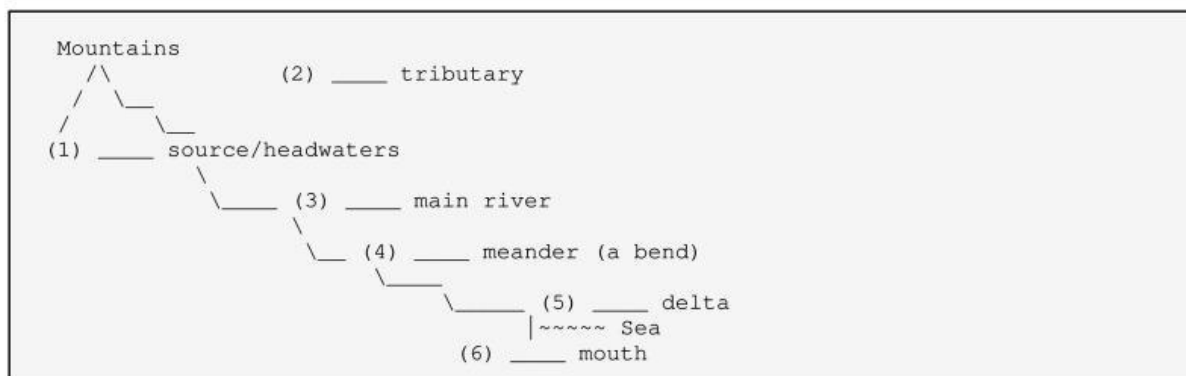 Mountains
(2) ____ tributary
(1) ____ source/headwaters
(3) ____ main river
(4) ____ meander (a bend)
(5) ____ delta
Sea
(6) ____ mouth